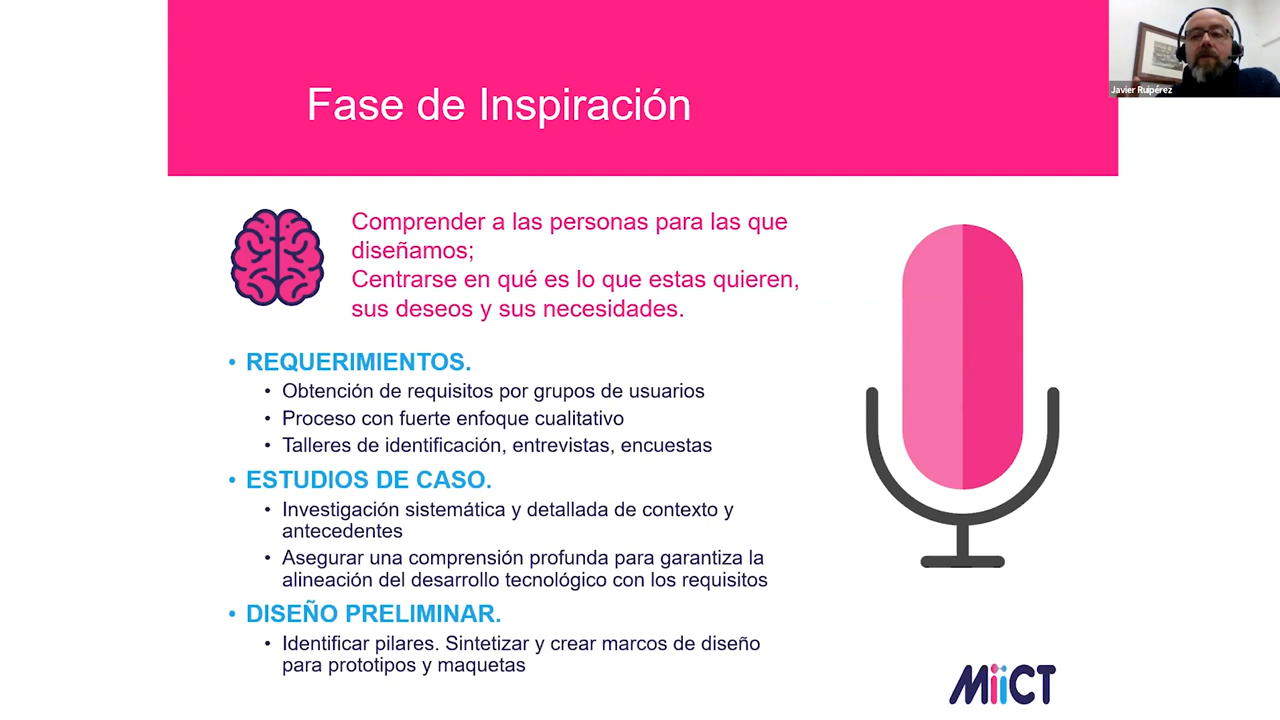 Fase de Inspiración
Javier Ruipérez
Comprender a las personas para las que
diseñamos;
Centrarse en qué es lo que estas quieren,
sus deseos y sus necesidades.
• REQUERIMIENTOS.
• Obtención de requisitos por grupos de usuarios
• Proceso con fuerte enfoque cualitativo
• Talleres de identificación, entrevistas, encuestas
• ESTUDIOS DE CASO.
• Investigación sistemática y detallada de contexto y
antecedentes
• Asegurar una comprensión profunda para garantiza la
alineación del desarrollo tecnológico con los requisitos
• DISEÑO PRELIMINAR.
• Identificar pilares. Sintetizar y crear marcos de diseño
para prototipos y maquetas
MiiCT